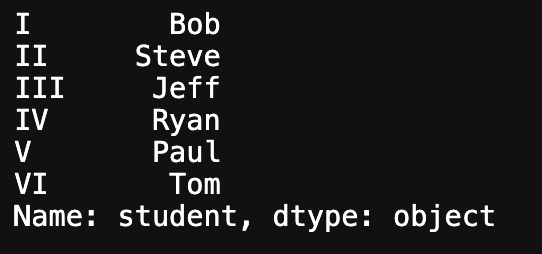 I        Bob
II     Steve
III     Jeff
IV      Ryan
V       Paul
VI       Tom
Name: student, dtype: object